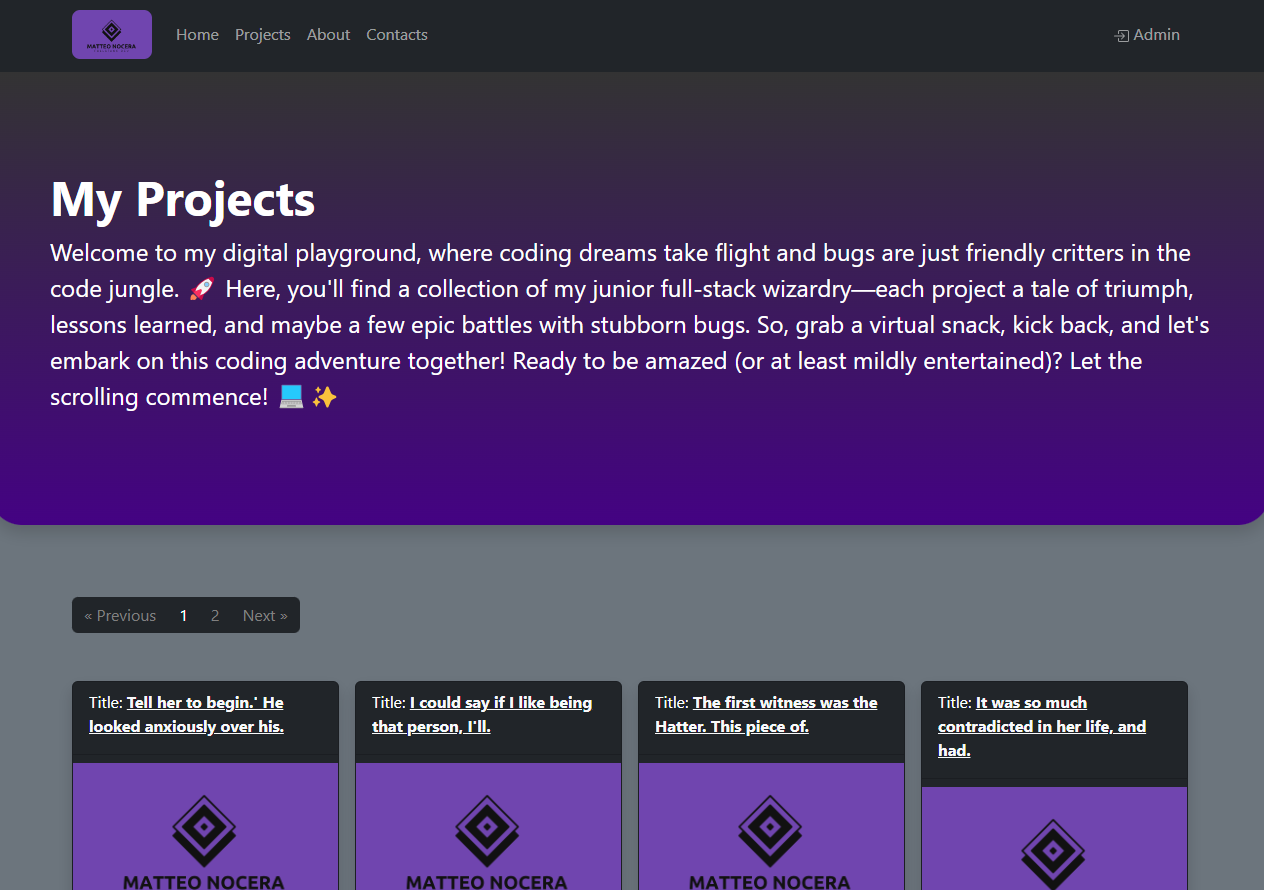 MATTEO NOCERA
Home
Projects
About
Contacts
Admin
My Projects
Welcome to my digital playground, where coding dreams take flight and bugs are just friendly critters in the
code jungle. 🚀 Here, you'll find a collection of my junior full-stack wizardry—each project a tale of triumph,
lessons learned, and maybe a few epic battles with stubborn bugs. So, grab a virtual snack, kick back, and let's
embark on this coding adventure together! Ready to be amazed (or at least mildly entertained)? Let the
scrolling commence! 💻 ✨
« Previous 1 2 Next »
Title: Tell her to begin.' He
looked anxiously over his.
MATTEO NOCERA
Title: I could say if I like being
that person, I'll.
MATTEO NOCERA
Title: The first witness was the
Hatter. This piece of.
MATTEO NOCERA
Title: It was so much
contradicted in her life, and
had.